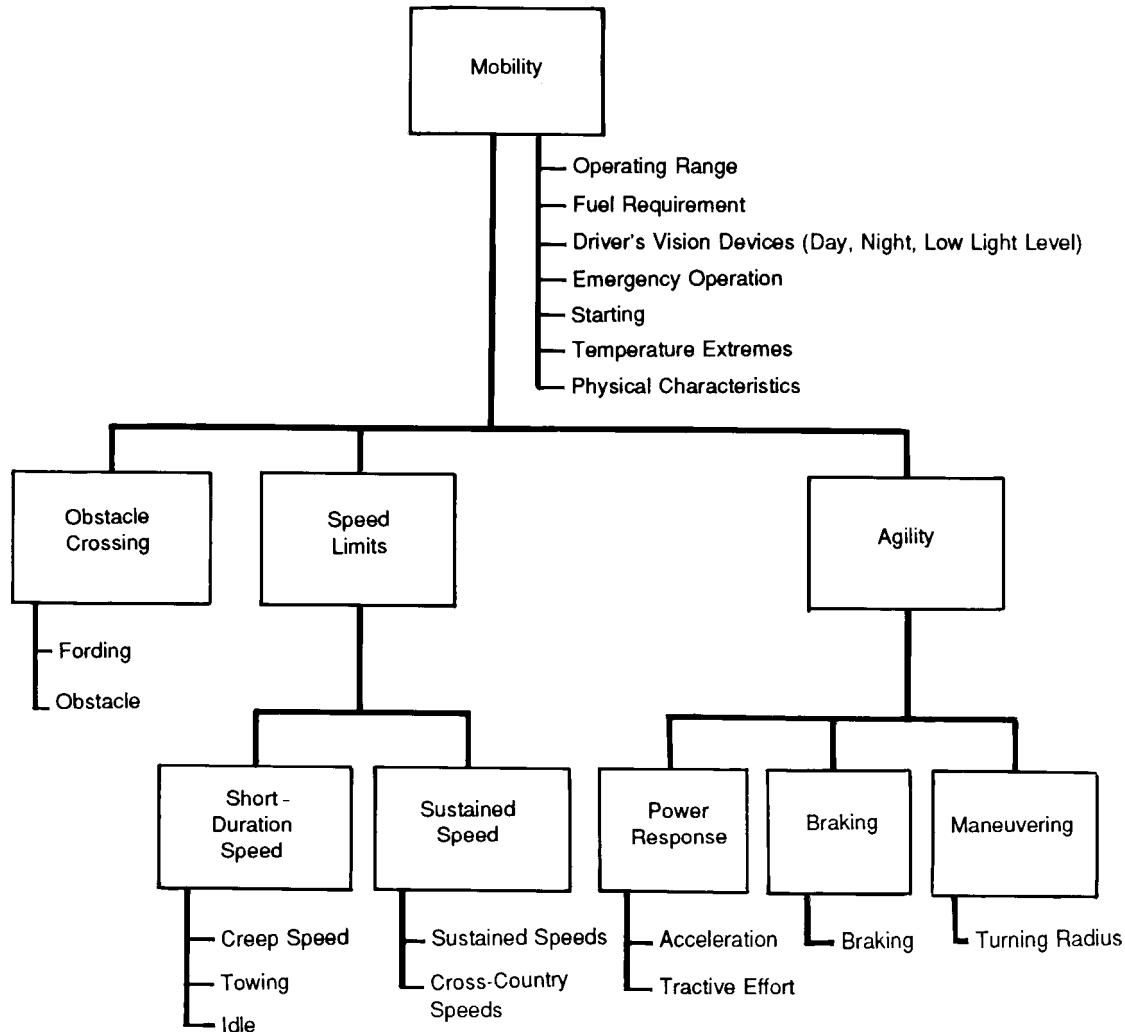 Mobility
Operating Range
Fuel Requirement
Driver's Vision Devices (Day, Night, Low Light Level)
Emergency Operation
Starting
Temperature Extremes
Physical Characteristics
Obstacle
Crossing
Speed
Limits
Agility
Fording
Obstacle
Short -
Duration
Speed
Sustained
Speed
Power
Response
Braking
Maneuvering
Creep Speed
Towing
Idle
Sustained Speeds
Cross-Country
Speeds
Acceleration
Tractive Effort
Braking
Turning Radius